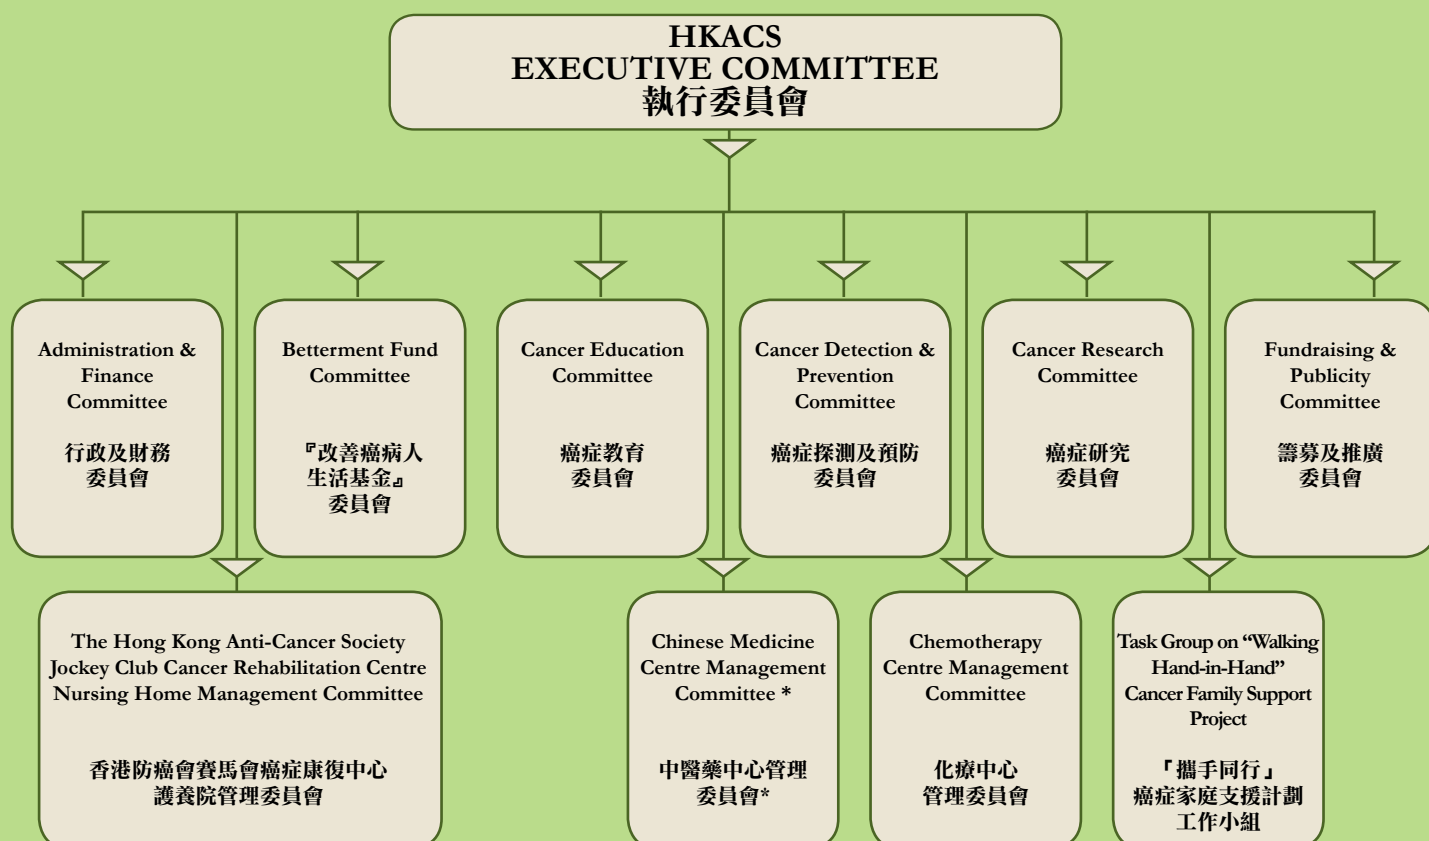 HKACS
EXECUTIVE COMMITTEE
執行委員會
Administration &
Finance
Committee
行政及財務
委員會
Betterment Fund
Committee
『改善癌病人
生活基金』
委員會
Cancer Education
Committee
癌症教育
委員會
Cancer Detection &
Prevention
Committee
癌症探測及預防
委員會
Cancer Research
Committee
癌症研究
委員會
Fundraising &
Publicity
Committee
籌募及推廣
委員會
The Hong Kong Anti-Cancer Society
Jockey Club Cancer Rehabilitation Centre
Nursing Home Management Committee
香港防癌會賽馬會癌症康復中心
護養院管理委員會
Chinese Medicine
Centre Management
Committee *
中醫藥中心管理
委員會*
Chemotherapy
Centre Management
Committee
化療中心
管理委員會
Task Group on “Walking
Hand-in-Hand”
Cancer Family Support
Project
「攜手同行」
癌症家庭支援計劃
工作小組